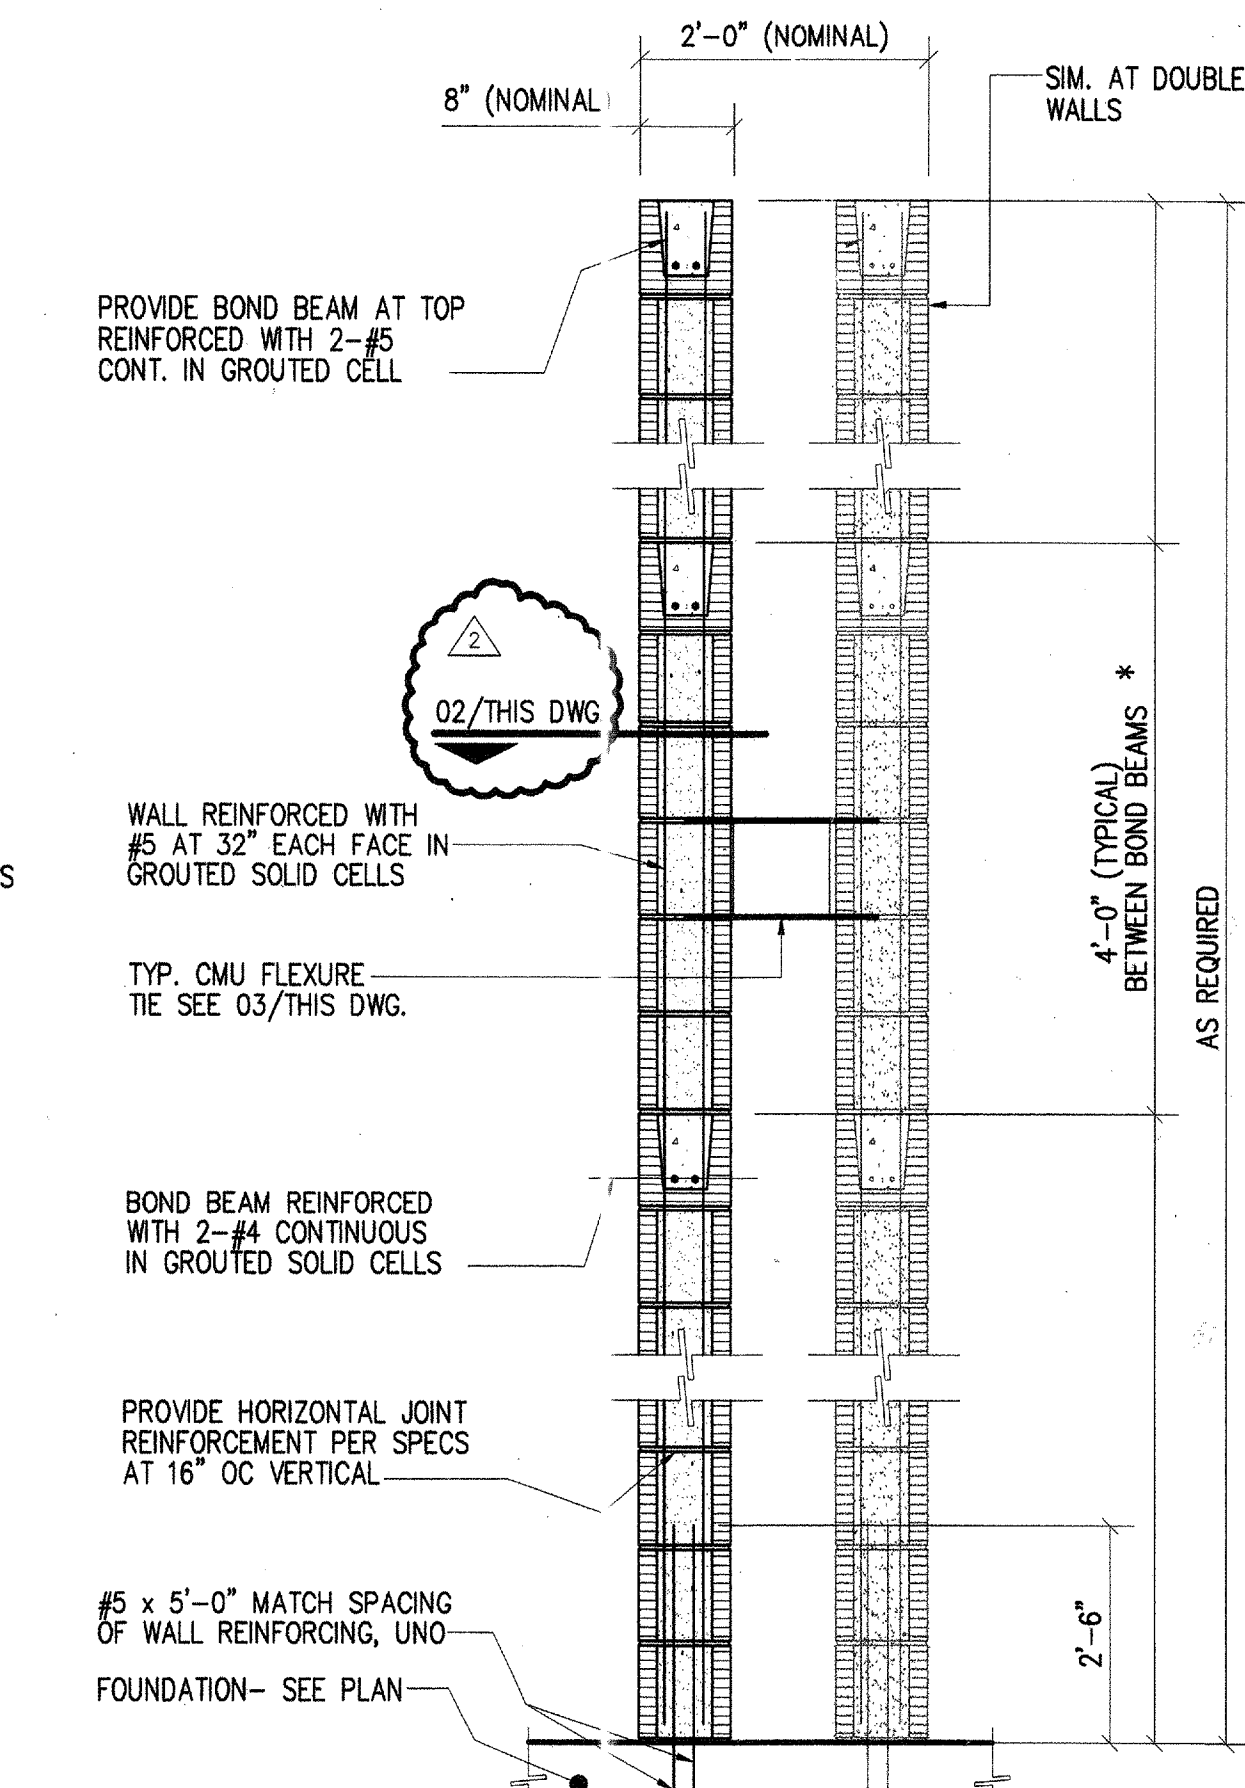 2'-0" (NOMINAL)
8" (NOMINAL)
SIM. AT DOUBLE
WALLS
PROVIDE BOND BEAM AT TOP
REINFORCED WITH 2-#5
CONT. IN GROUTED CELL
2
02/THIS DWG
WALL REINFORCED WITH
#5 AT 32" EACH FACE IN
GROUTED SOLID CELLS
S
TYP. CMU FLEXURE
TIE SEE 03/THIS DWG.
4'-0" (TYPICAL)
BETWEEN BOND BEAMS *
AS REQUIRED
BOND BEAM REINFORCED
WITH 2-#4 CONTINUOUS
IN GROUTED SOLID CELLS
PROVIDE HORIZONTAL JOINT
REINFORCEMENT PER SPECS
AT 16" OC VERTICAL
#5 x 5'-0" MATCH SPACING
OF WALL REINFORCING, UNO
2'-6"
FOUNDATION- SEE PLAN